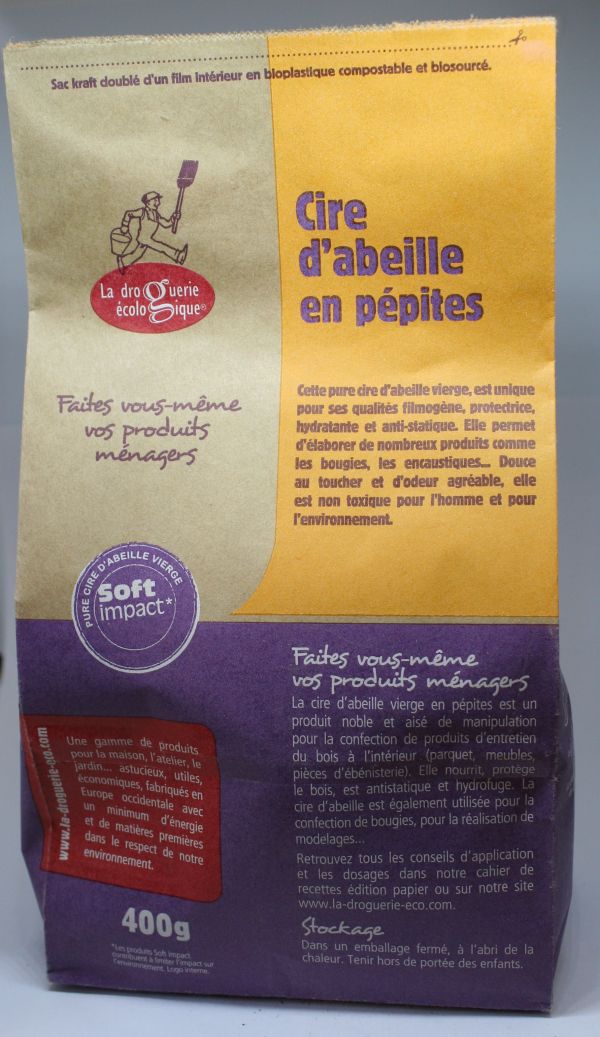 Sac kraft doublé d'un film intérieur en bioplastique compostable et biosourcé.
La droguerie
écologique®
Cire
d'abeille
en pépites
Faites vous-même
vos produits
ménagers
Cette pure cire d'abeille vierge, est unique
pour ses qualités filmogène, protectrice,
hydratante et anti-statique. Elle permet
d'élaborer de nombreux produits comme
les bougies, les encaustiques... Douce
au toucher et d'odeur agréable, elle
est non toxique pour l'homme et pour
l'environnement.
PURE CIRE D'ABEILLE VIERGE
Soft
impact*
Faites vous-même
vos produits ménagers
La cire d'abeille vierge en pépites est un
produit noble et aisé de manipulation
pour la confection de produits d'entretien
du bois à l'intérieur (parquet, meubles,
pièces d'ébénisterie). Elle nourrit, protège
le bois, est antistatique et hydrofuge. La
cire d'abeille est également utilisée pour la
confection de bougies, pour la réalisation de
modelages...
Retrouvez tous les conseils d'application
et les dosages dans notre cahier de
recettes édition papier ou sur notre site
www.la-droguerie-eco.com.
Stockage
Dans un emballage fermé, à l'abri de la
chaleur. Tenir hors de portée des enfants.
www.la-droguerie-eco.com
Une gamme de produits
pour la maison, l'atelier, le
jardin... astucieux, utiles,
économiques, fabriqués en
Europe occidentale avec
un minimum d'énergie
et de matières premières
dans le respect de notre
environnement.
400g
*Les produits Soft impact
contribuent à limiter l'impact sur
l'environnement. Logo interne.